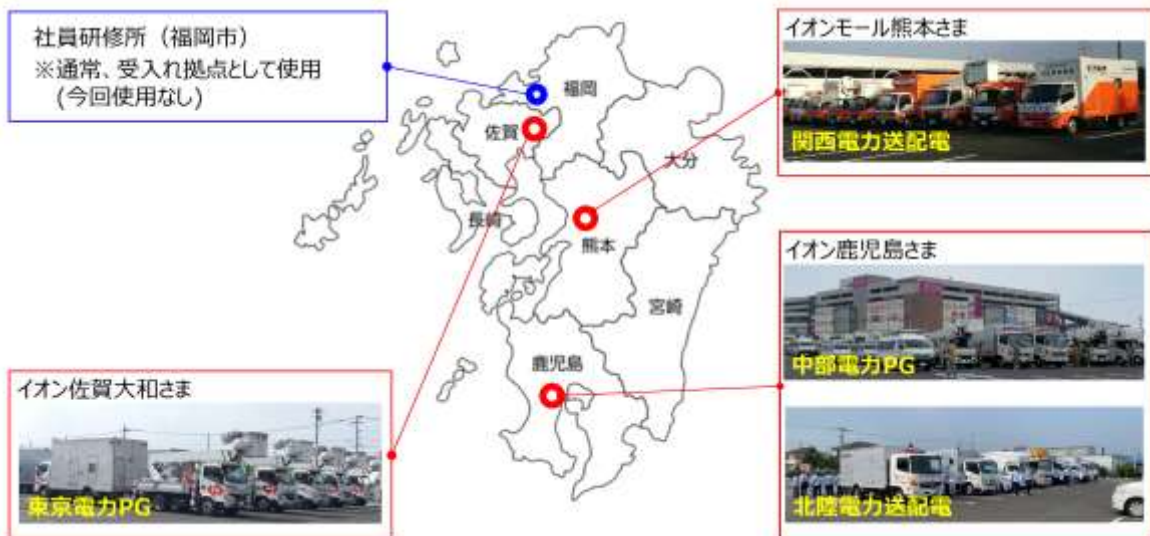 社員研修所（福岡市）
※通常、受入れ拠点として使用
(今回使用なし)
イオンモール熊本さま
関西電力送配電
福岡
佐賀
大分
長崎
熊本
宮崎
鹿児島
イオン鹿児島さま
中部電力PG
北陸電力送配電
イオン佐賀大和さま
東京電力PG